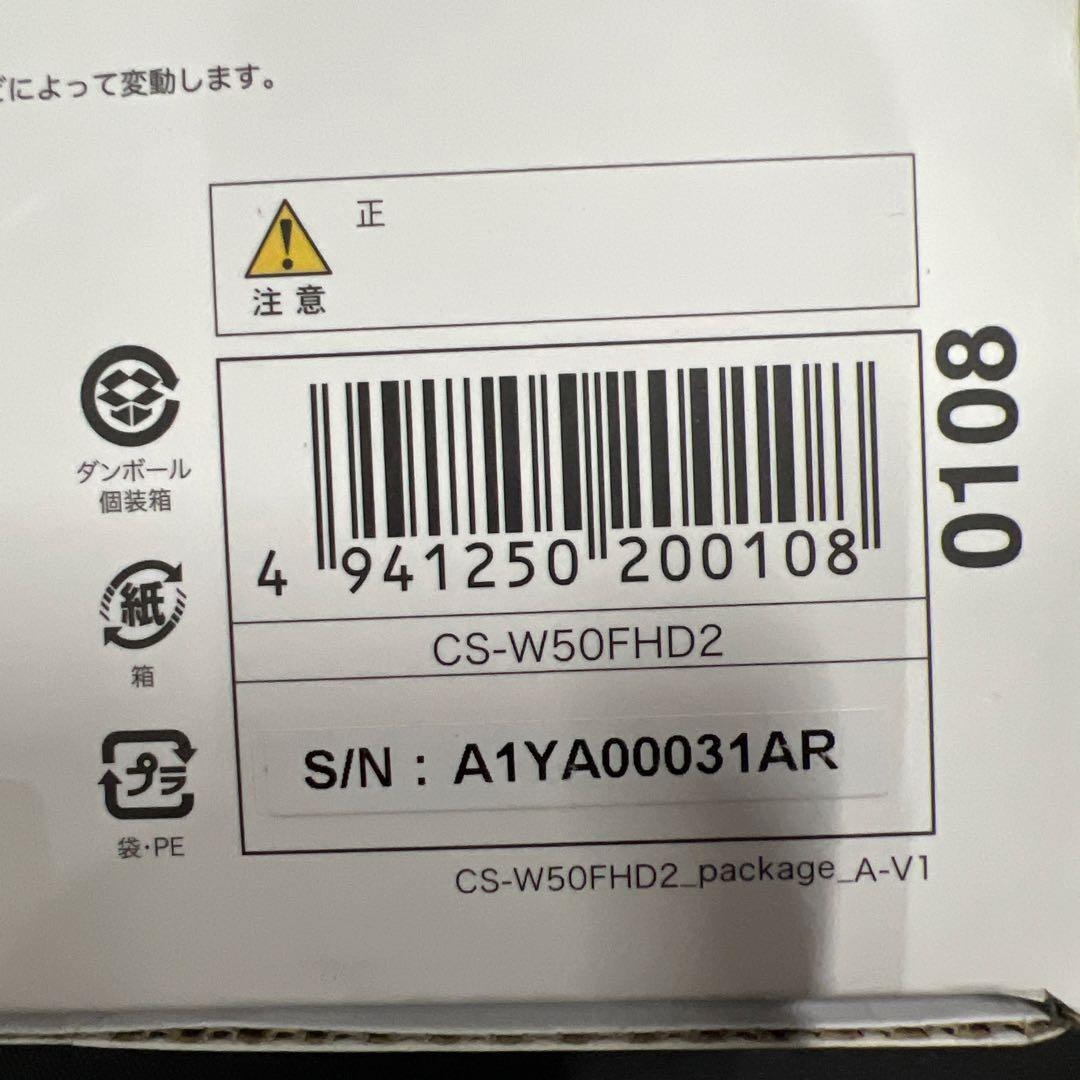 によって変動します。
正
注意
0108
ダンボール
個装箱
4 941250 200108
紙
箱
CS-W50FHD2
S/N : A1YA00031AR
プラ
袋・PE
CS-W50FHD2_package_A-V1